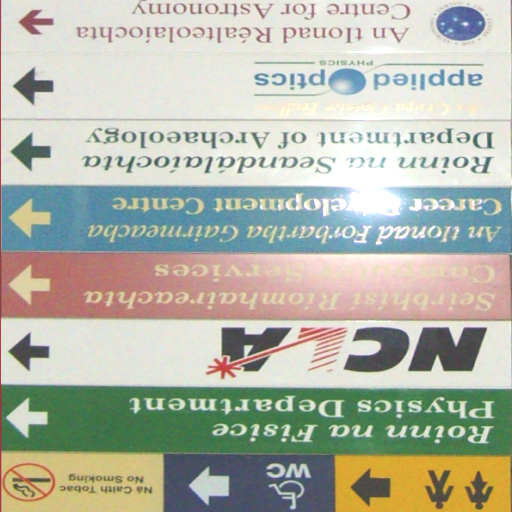 WC
Ná Caith Tobac
No Smoking
Roinn na Fisice
Physics Department
NCLA
Seirbhísí Ríomhaireachta
Computer Services
An tIonad Forbartha Gairmeacha
Career Development Centre
Roinn na Seandálaíochta
Department of Archaeology
applied Optics
PHYSICS
An tIonad Réalteolaíochta
Centre for Astronomy